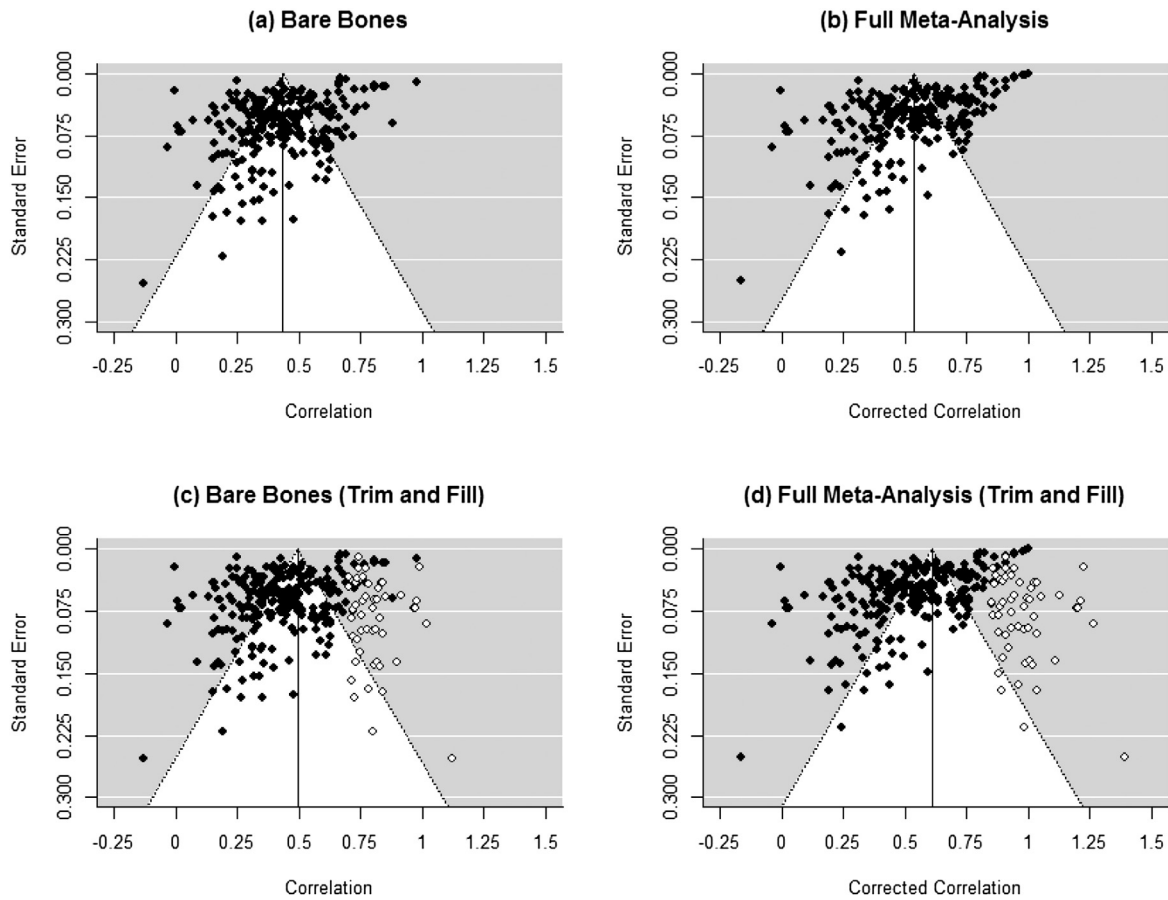 (a) Bare Bones
Standard Error
0.000
0.075
0.150
0.225
0.300
-0.25 0 0.25 0.5 0.75 1 1.25 1.5
Correlation
(b) Full Meta-Analysis
Standard Error
0.000
0.075
0.150
0.225
0.300
-0.25 0 0.25 0.5 0.75 1 1.25 1.5
Corrected Correlation
(c) Bare Bones (Trim and Fill)
Standard Error
0.000
0.075
0.150
0.225
0.300
-0.25 0 0.25 0.5 0.75 1 1.25 1.5
Correlation
(d) Full Meta-Analysis (Trim and Fill)
Standard Error
0.000
0.075
0.150
0.225
0.300
-0.25 0 0.25 0.5 0.75 1 1.25 1.5
Corrected Correlation